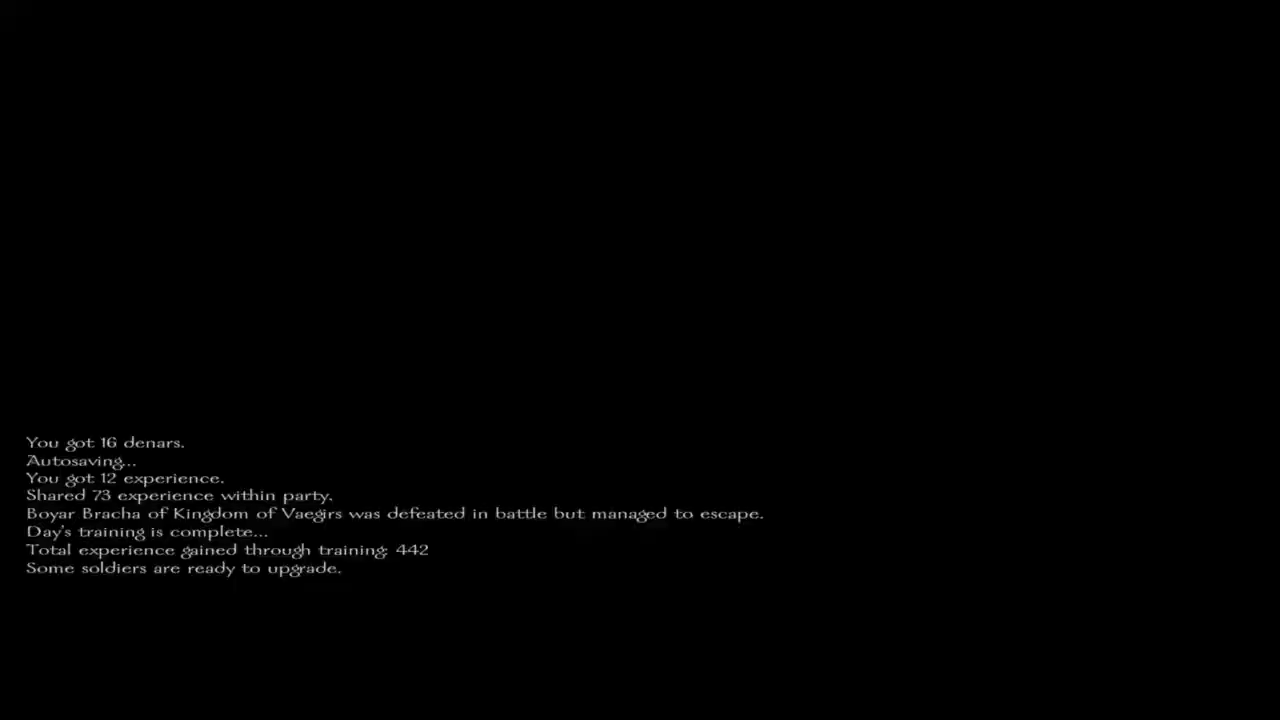 You got 16 denars.
Autosaving...
You got 12 experience.
Shared 73 experience within party.
Boyar Bracha of Kingdom of Vaegirs was defeated in battle but managed to escape.
Day's training is complete...
Total experience gained through training: 442
Some soldiers are ready to upgrade.